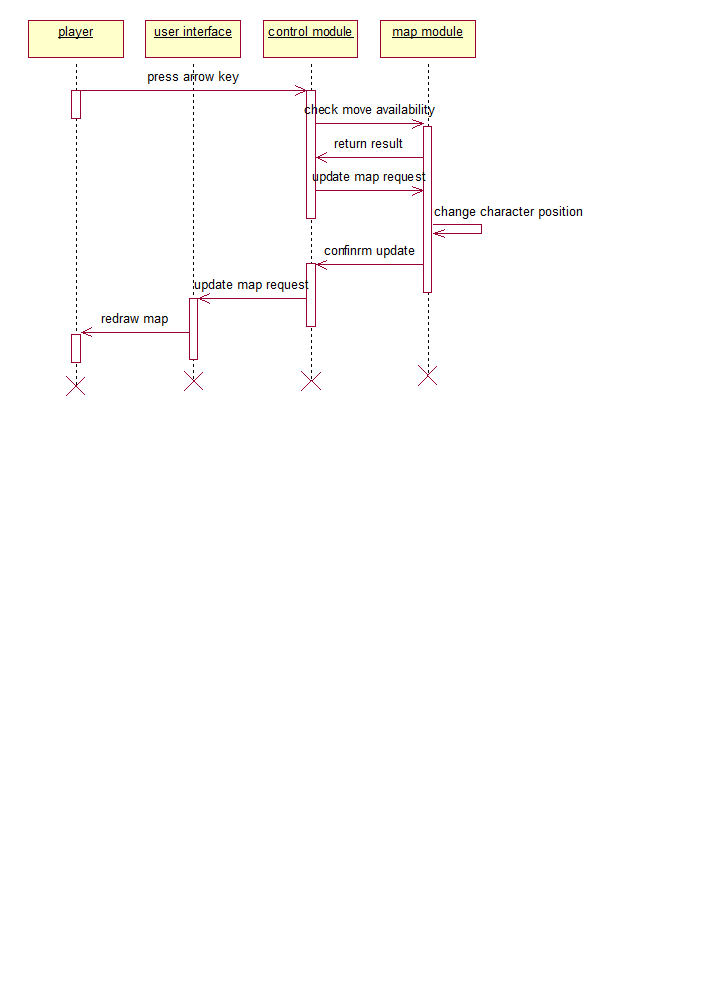 player
user interface
control module
map module
press arrow key
check move availability
return result
update map request
change character position
confinrm update
update map request
redraw map